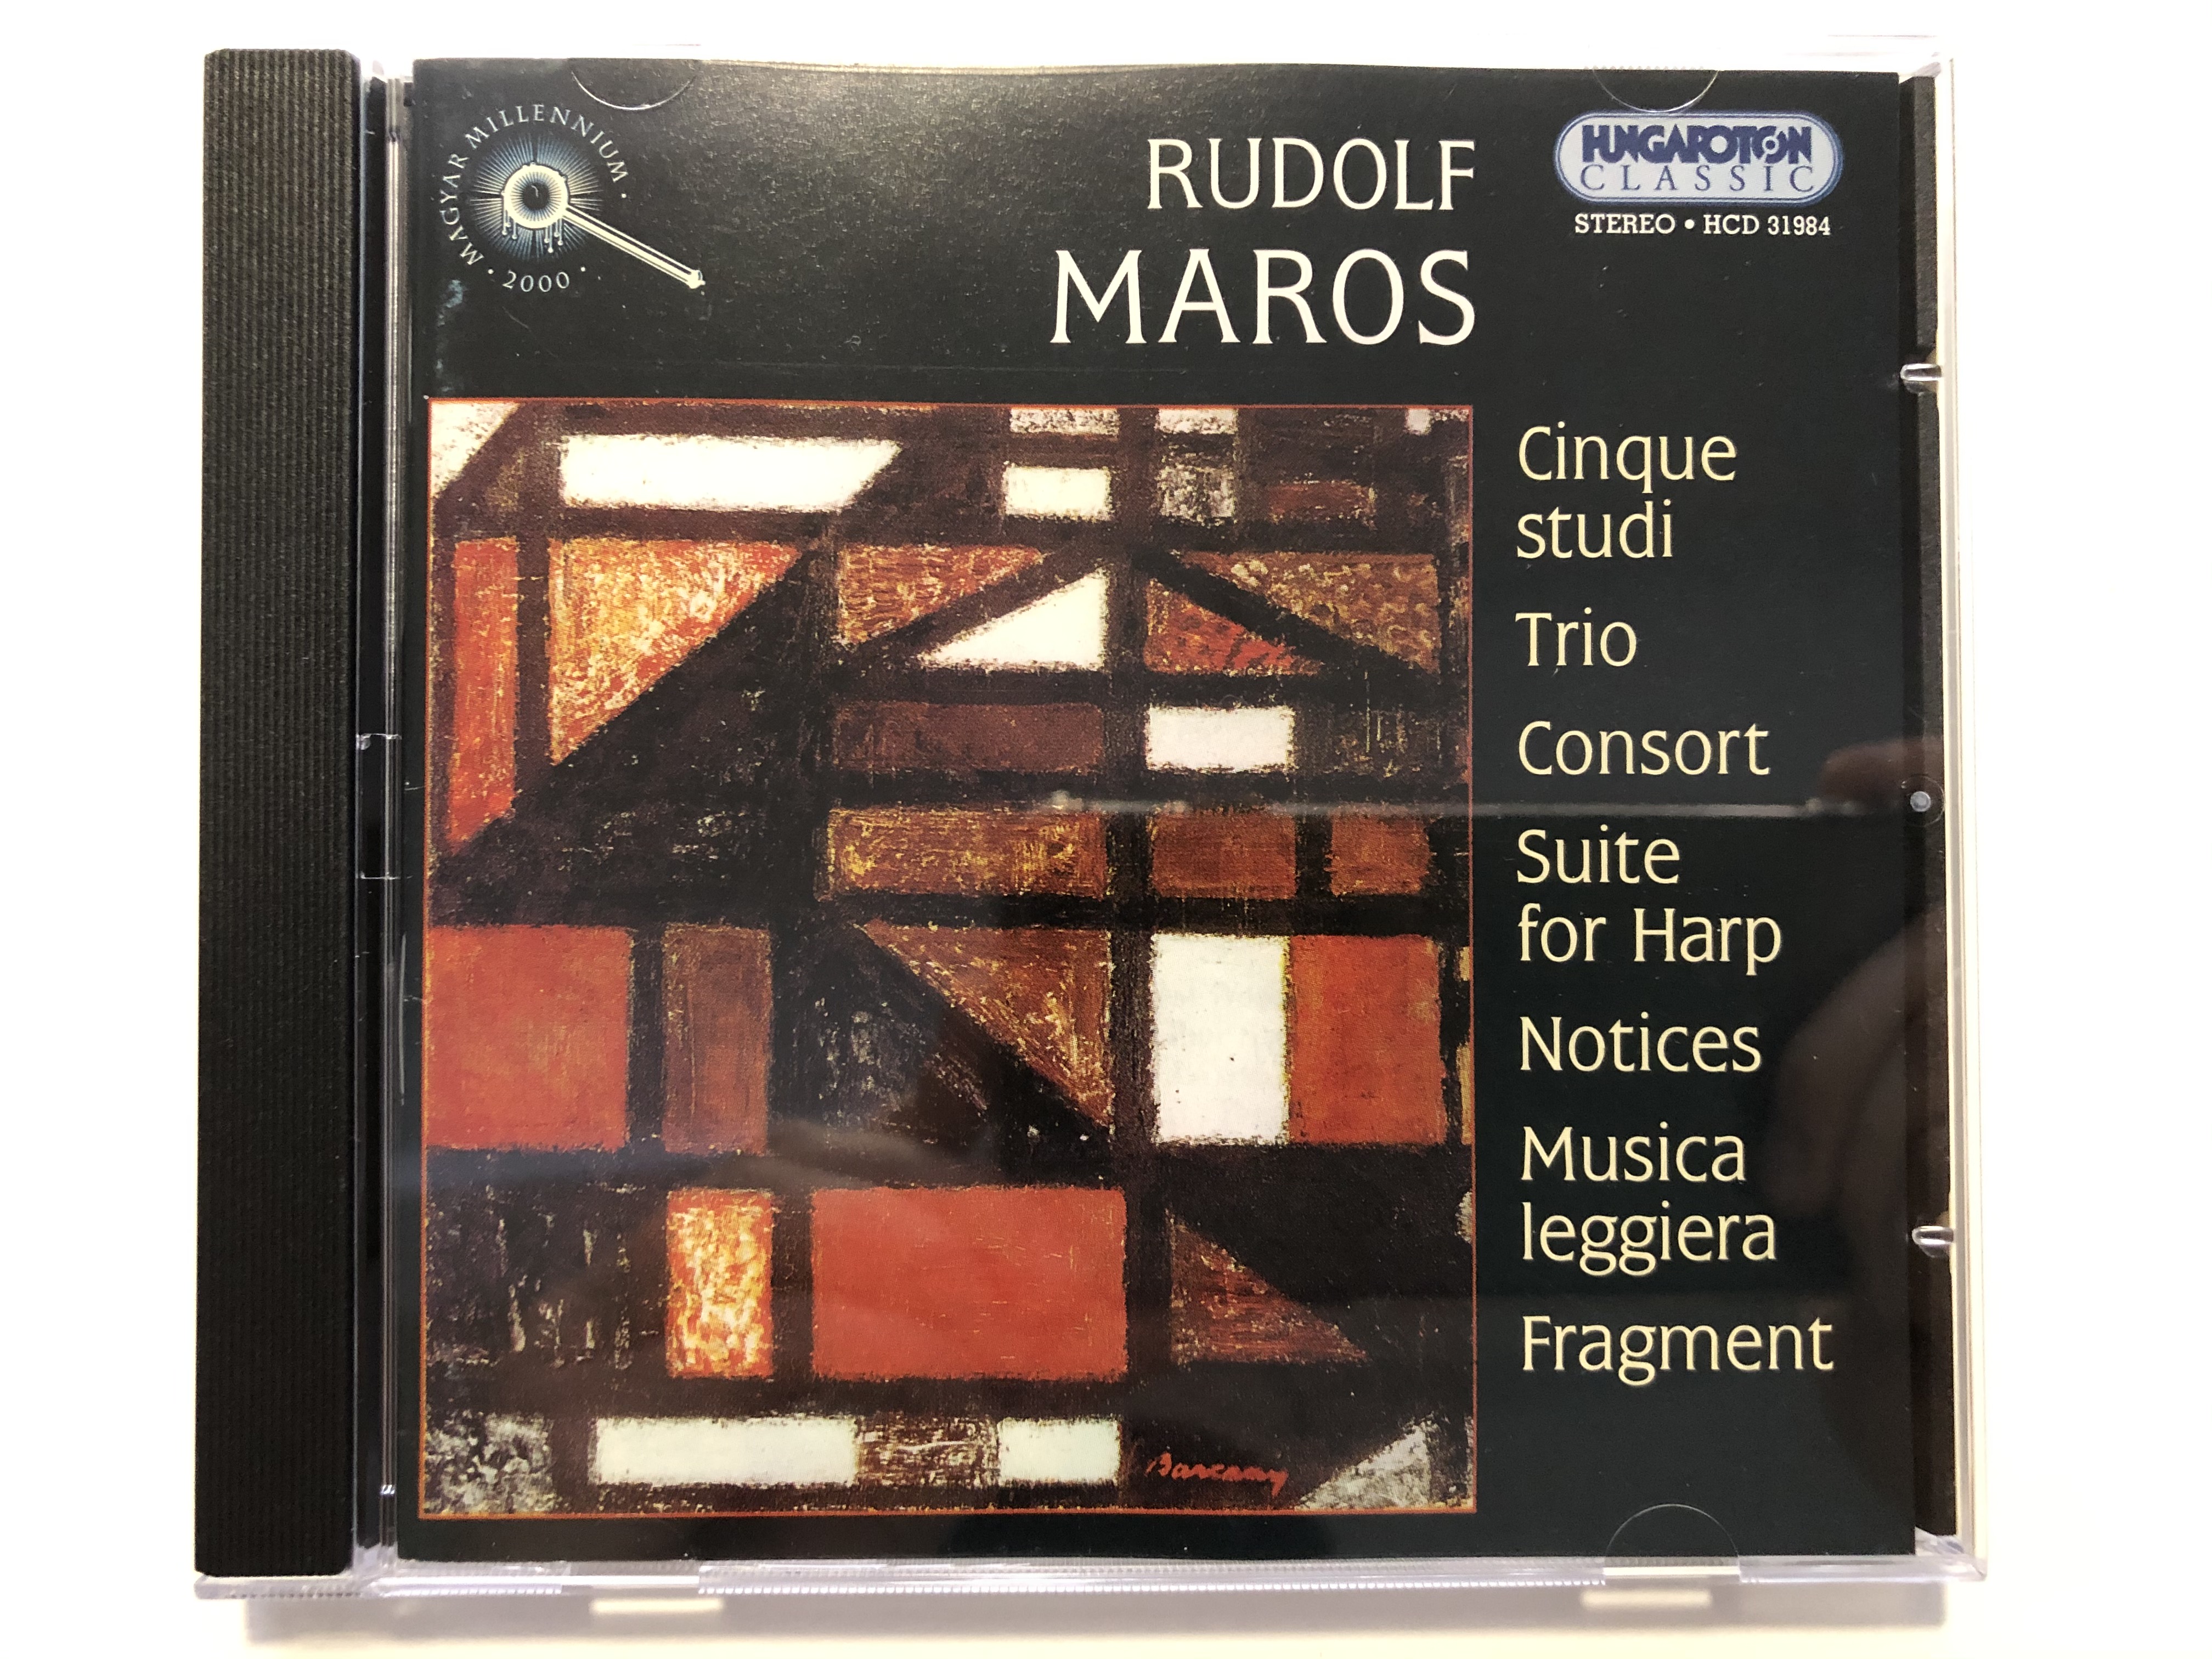 MAGYAR MILLENNIUM •
• 2000 •
RUDOLF
MAROS
HUNGAROTON
CLASSIC
STEREO • HCD 31984
Cinque
studi
Trio
Consort
Suite
for Harp
Notices
Musica
leggiera
Fragment